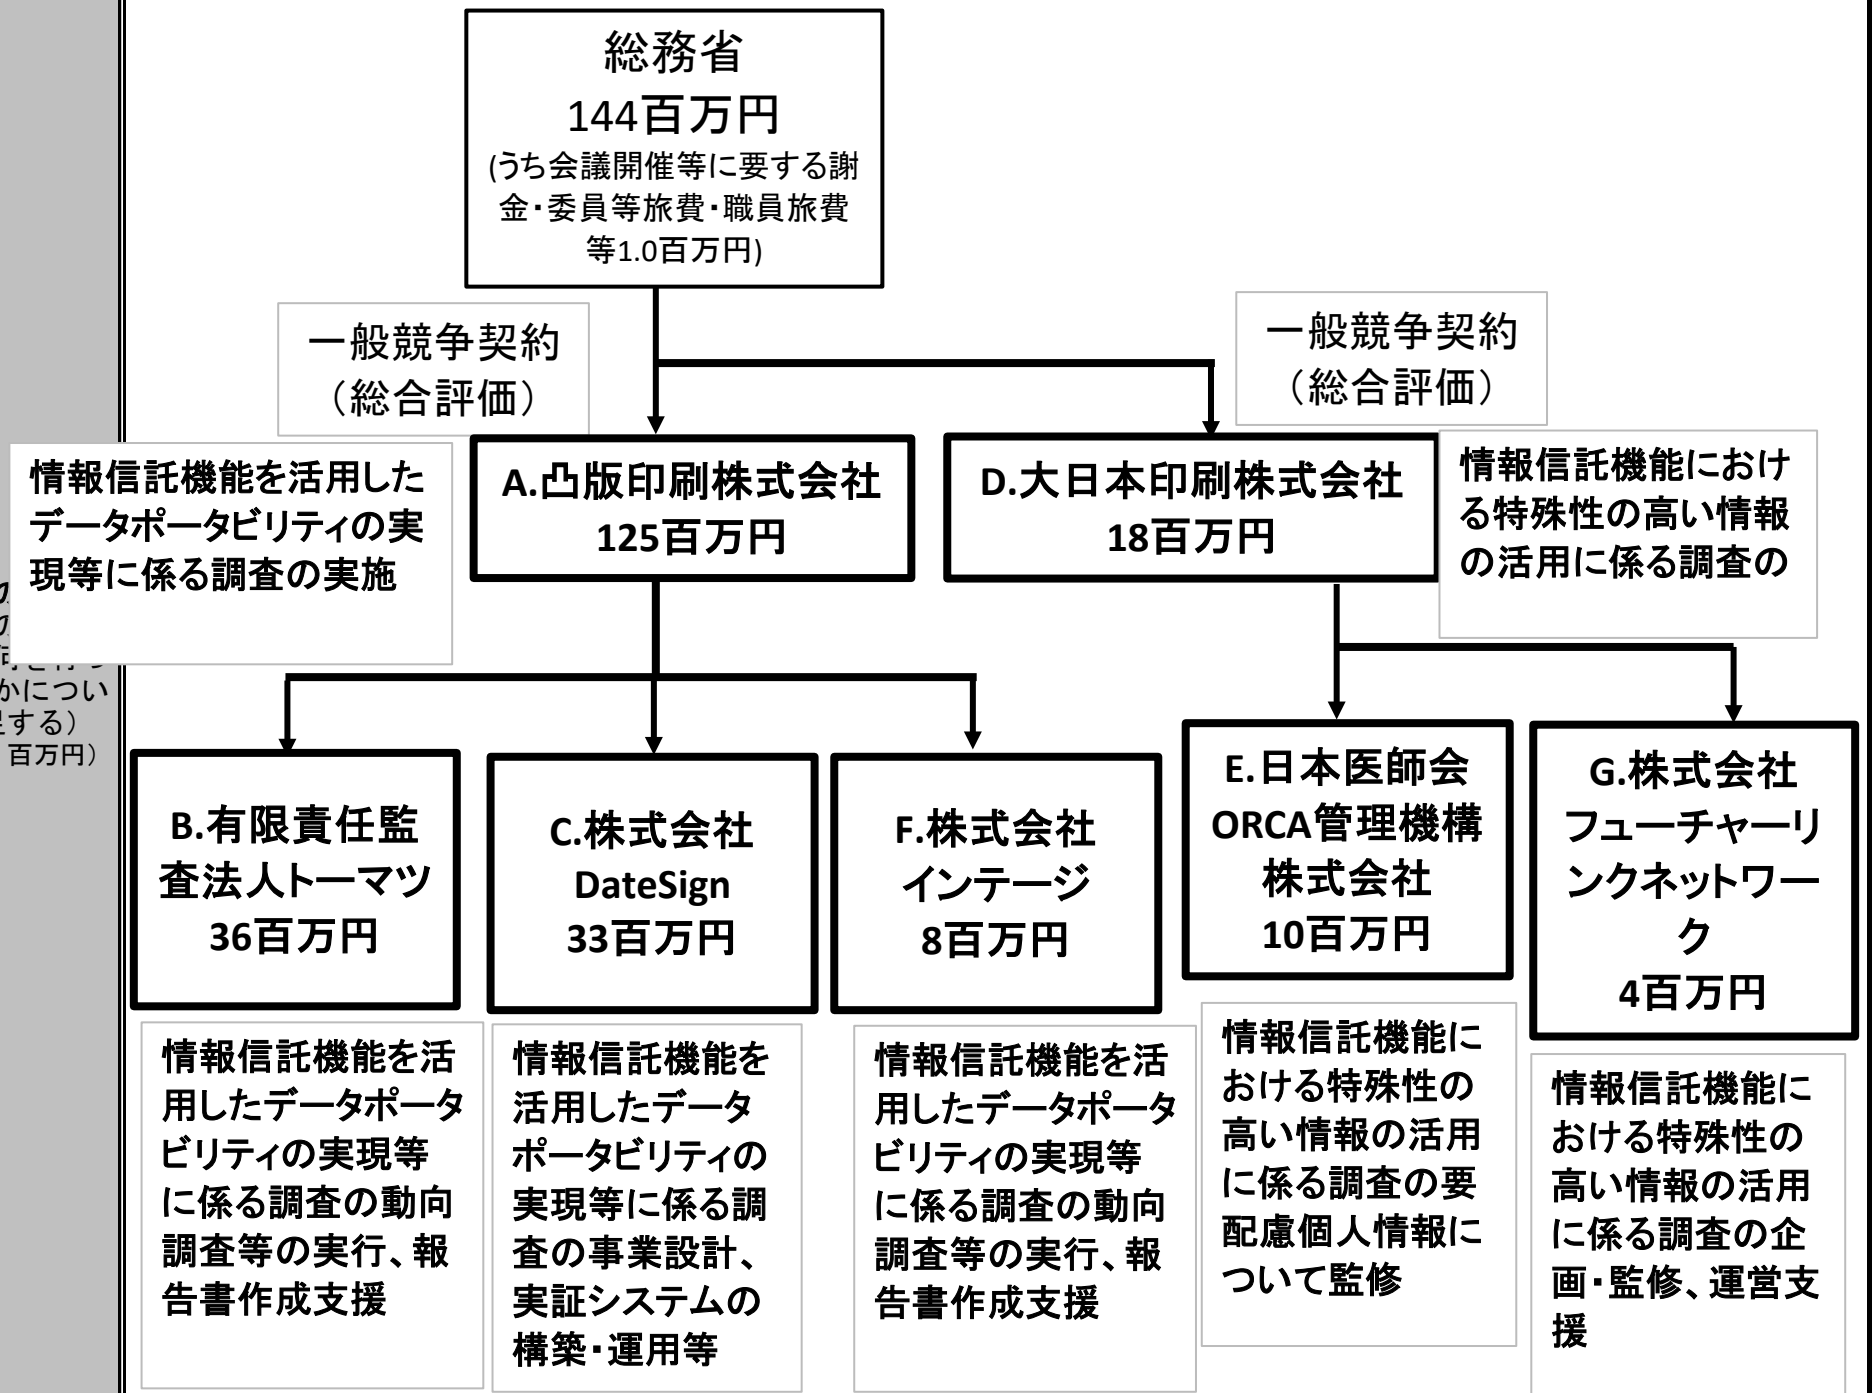 総務省
144百万円
(うち会議開催等に要する謝
金・委員等旅費・職員旅費
等1.0百万円)
一般競争契約
（総合評価）
一般競争契約
（総合評価）
情報信託機能を活用した
データポータビリティの実
現等に係る調査の実施
A.凸版印刷株式会社
125百万円
D.大日本印刷株式会社
18百万円
情報信託機能におけ
る特殊性の高い情報
の活用に係る調査の
かについ
する）
百万円）
B.有限責任監
査法人トーマツ
36百万円
C.株式会社
DateSign
33百万円
F.株式会社
インテージ
8百万円
E.日本医師会
ORCA管理機構
株式会社
10百万円
G.株式会社
フューチャーリ
ンクネットワー
ク
4百万円
情報信託機能を活
用したデータポータ
ビリティの実現等
に係る調査の動向
調査等の実行、報
告書作成支援
情報信託機能を
活用したデータ
ポータビリティの
実現等に係る調
査の事業設計、
実証システムの
構築・運用等
情報信託機能を活
用したデータポータ
ビリティの実現等
に係る調査の動向
調査等の実行、報
告書作成支援
情報信託機能に
おける特殊性の
高い情報の活用
に係る調査の要
配慮個人情報に
ついて監修
情報信託機能に
おける特殊性の
高い情報の活用
に係る調査の企
画・監修、運営支
援